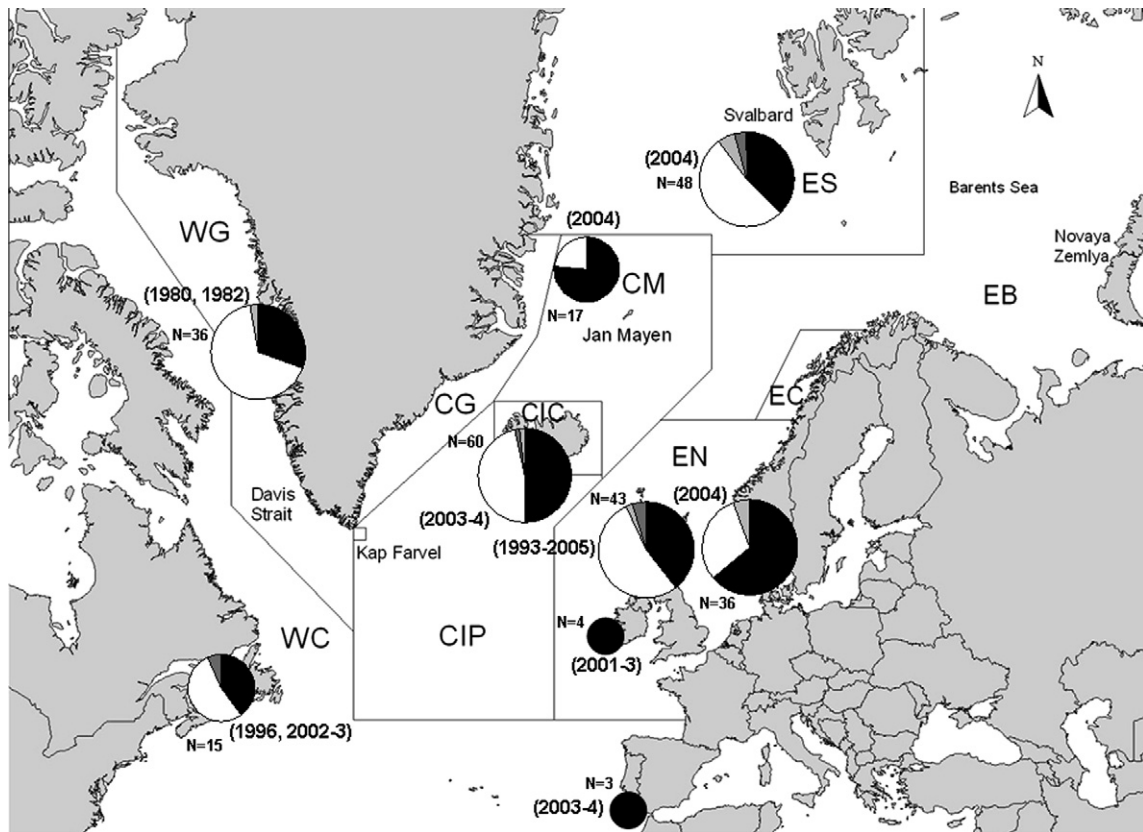 N
Svalbard
(2004)
N=48
ES
Barents Sea
WG
(2004)
Novaya
Zemlya
CM
EB
(1980, 1982)
N=36
N=17
Jan Mayen
EC
CG
CIC
N=60
EN
Davis
Strait
N=43
(2004)
(2003-4)
(1993-2005)
Kap Farvel
N=36
N=4
WC
CIP
(2001-3)
(1996, 2002-3)
N=15
N=3
(2003-4)